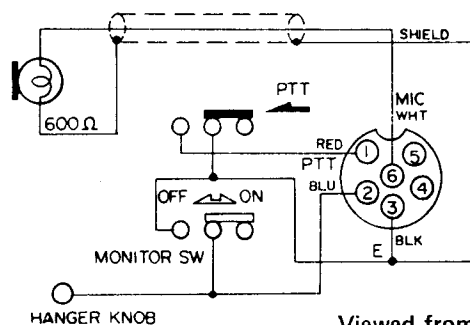 SHIELD
PTT
MIC
WHT
600Ω
RED
PTT
1
5
6
OFF
ON
BLU
2
4
3
MONITOR SW
E
BLK
HANGER KNOB
Viewed from